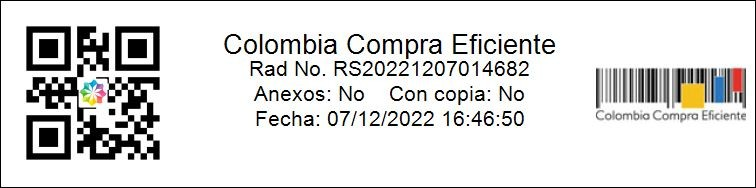 Colombia Compra Eficiente
Rad No. RS20221207014682
Anexos: No    Con copia: No
Fecha: 07/12/2022 16:46:50
Colombia Compra Eficiente